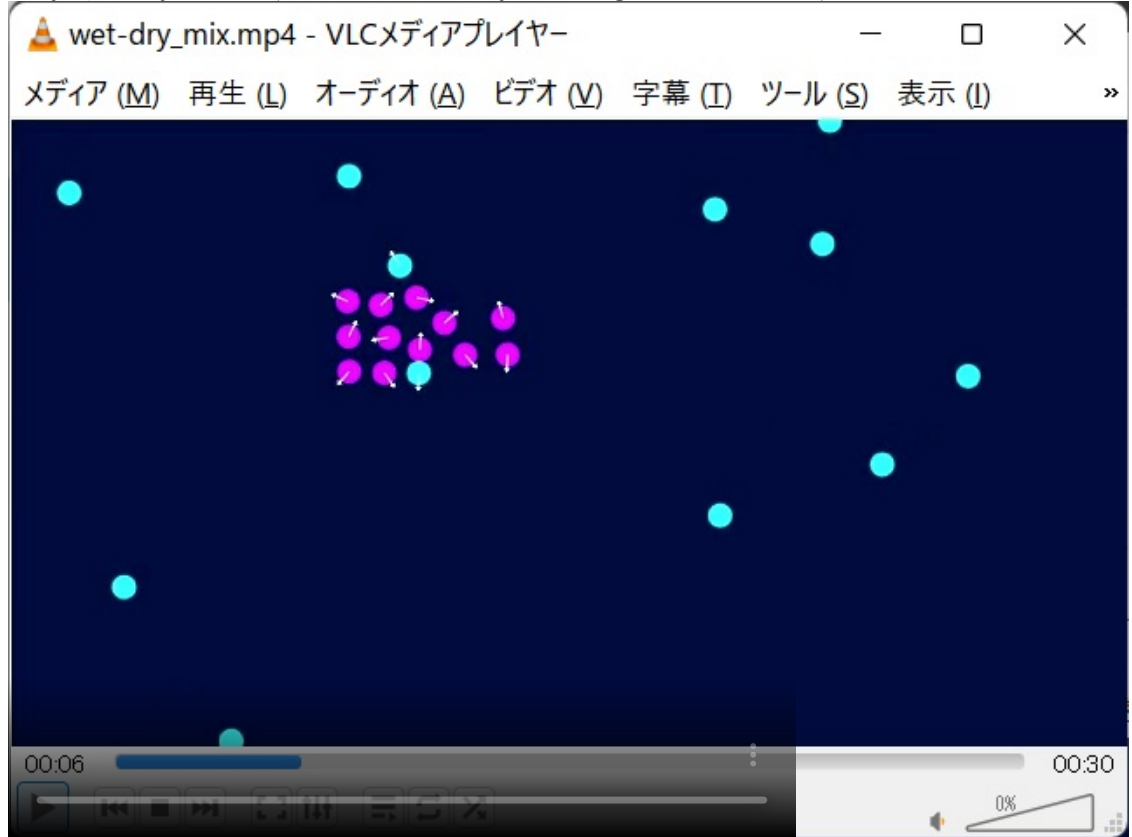 wet-dry_mix.mp4 - VLCメディアプレイヤー
メディア (M) 再生 (L) オーディオ (A) ビデオ (V) 字幕 (T) ツール (S) 表示 (I) »
00:06 00:30
0%